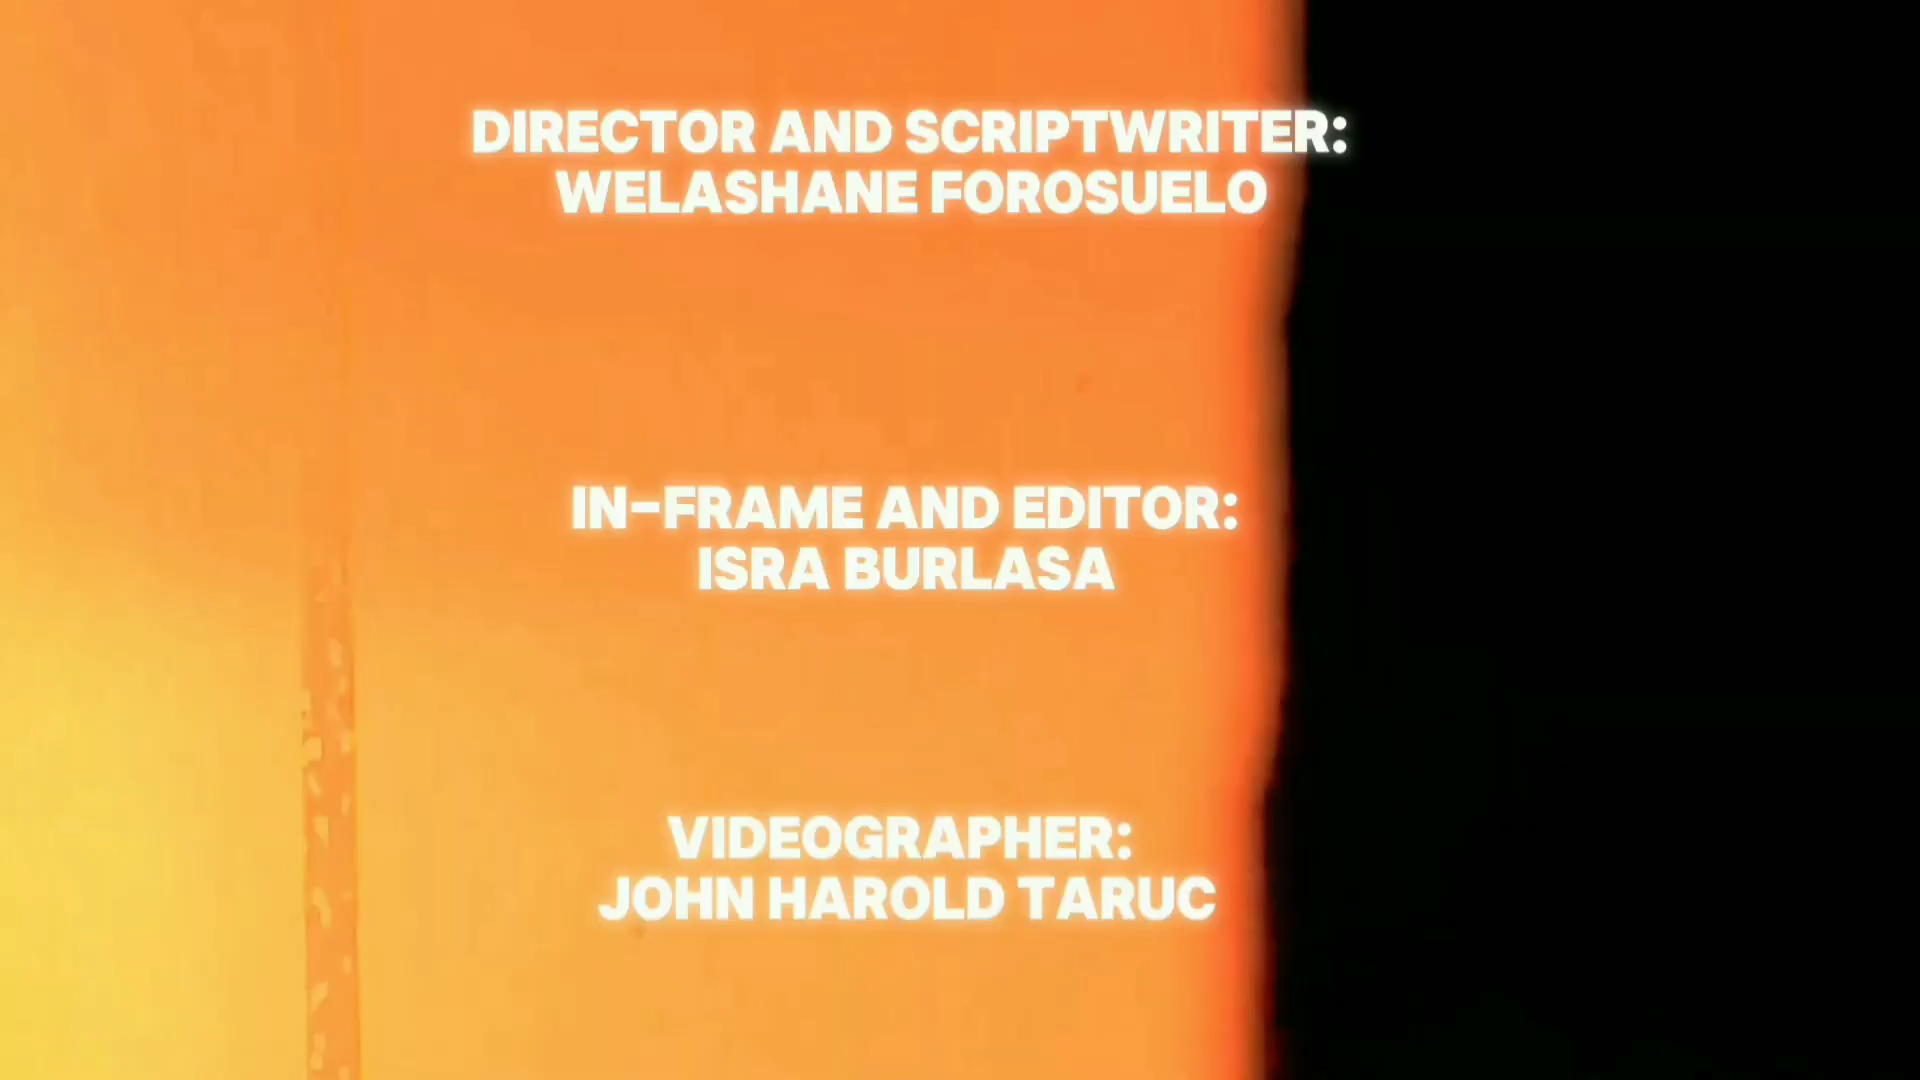 DIRECTOR AND SCRIPTWRITER:
WELASHANE FOROSUELO
IN-FRAME AND EDITOR:
ISRA BURLASA
VIDEOGRAPHER:
JOHN HAROLD TARUC